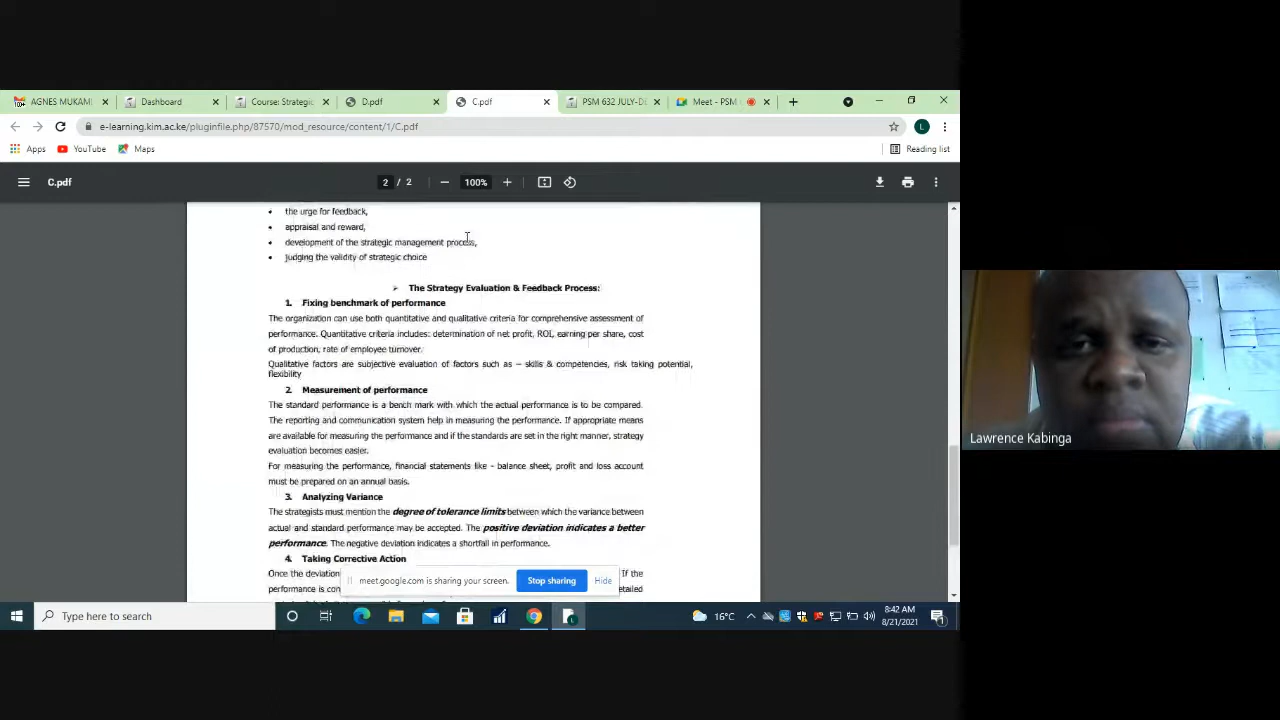 AGNES MUKAMI
Dashboard
Course: Strategi
D.pdf
C.pdf
PSM 632 JULY-DE
Meet - PSM
e-learning.kim.ac.ke/pluginfile.php/87570/mod_resource/content/1/C.pdf
Apps
YouTube
Maps
Reading list
C.pdf
2 / 2
100%
• the urge for feedback,
• appraisal and reward,
• development of the strategic management process,
• judging the validity of strategic choice
➢ The Strategy Evaluation & Feedback Process:
1. Fixing benchmark of performance
The organization can use both quantitative and qualitative criteria for comprehensive assessment of
performance. Quantitative criteria includes: determination of net profit, ROI, earning per share, cost
of production, rate of employee turnover.
Qualitative factors are subjective evaluation of factors such as – skills & competencies, risk taking potential,
flexibility
2. Measurement of performance
The standard performance is a bench mark with which the actual performance is to be compared.
The reporting and communication system help in measuring the performance. If appropriate means
are available for measuring the performance and if the standards are set in the right manner, strategy
evaluation becomes easier.
For measuring the performance, financial statements like - balance sheet, profit and loss account
must be prepared on an annual basis.
3. Analyzing Variance
The strategists must mention the degree of tolerance limits between which the variance between
actual and standard performance may be accepted. The positive deviation indicates a better
performance. The negative deviation indicates a shortfall in performance.
4. Taking Corrective Action
Once the deviation If the
performance is con etailed
meet.google.com is sharing your screen.
Stop sharing
Hide
Lawrence Kabinga
Type here to search
16°C
8:42 AM
8/21/2021